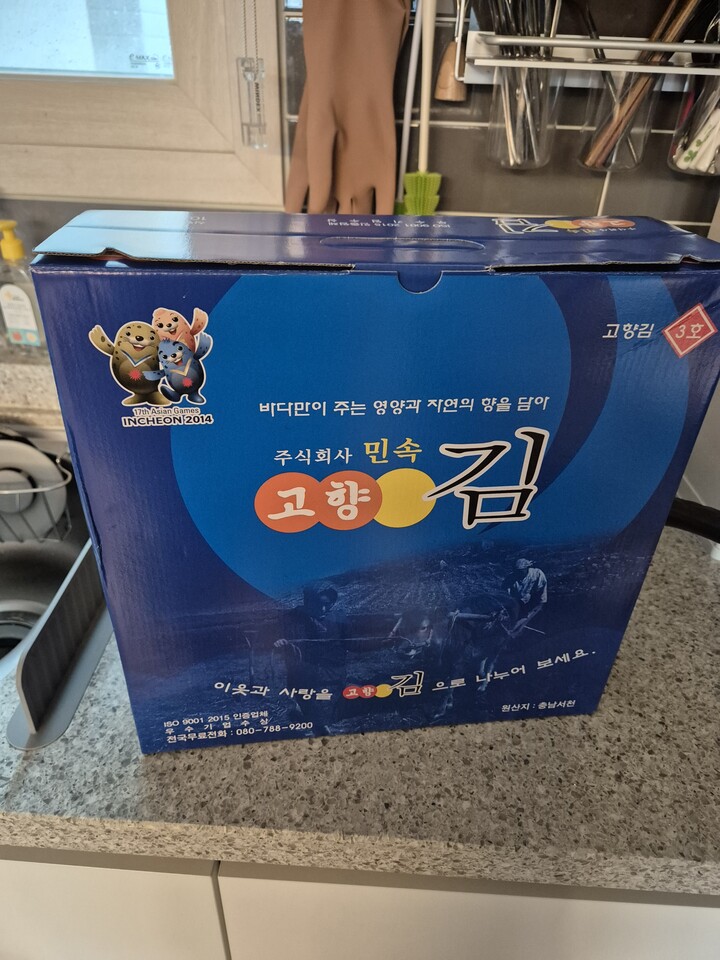 고향김 3호
17th Asian Games
INCHEON 2014
바다만이 주는 영양과 자연의 향을 담아
주식회사 민속
고향 김
이웃과 사랑을 고향김으로 나누어 보세요.
원산지 : 충남서천
ISO 9001 2015 인증업체
우수기업수상
전국무료전화 : 080-788-9200